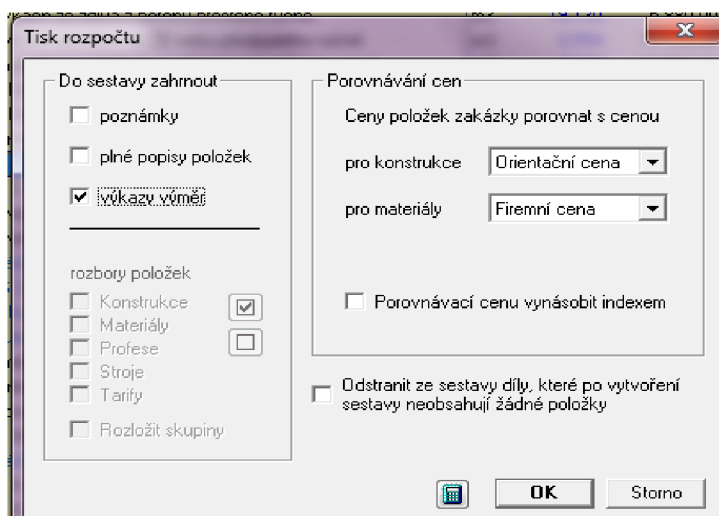 Tisk rozpočtu
Do sestavy zahrnout
poznámky
plné popisy položek
výkazy výměr
rozbory položek
Konstrukce
Materiály
Profese
Stroje
Tarify
Rozložit skupiny
Porovnávání cen
Ceny položek zakázky porovnat s cenou
pro konstrukce Orientační cena
pro materiály Firemní cena
Porovnávací cenu vynásobit indexem
Odstranit ze sestavy díly, které po vytvoření
sestavy neobsahují žádné položky
OK Storno